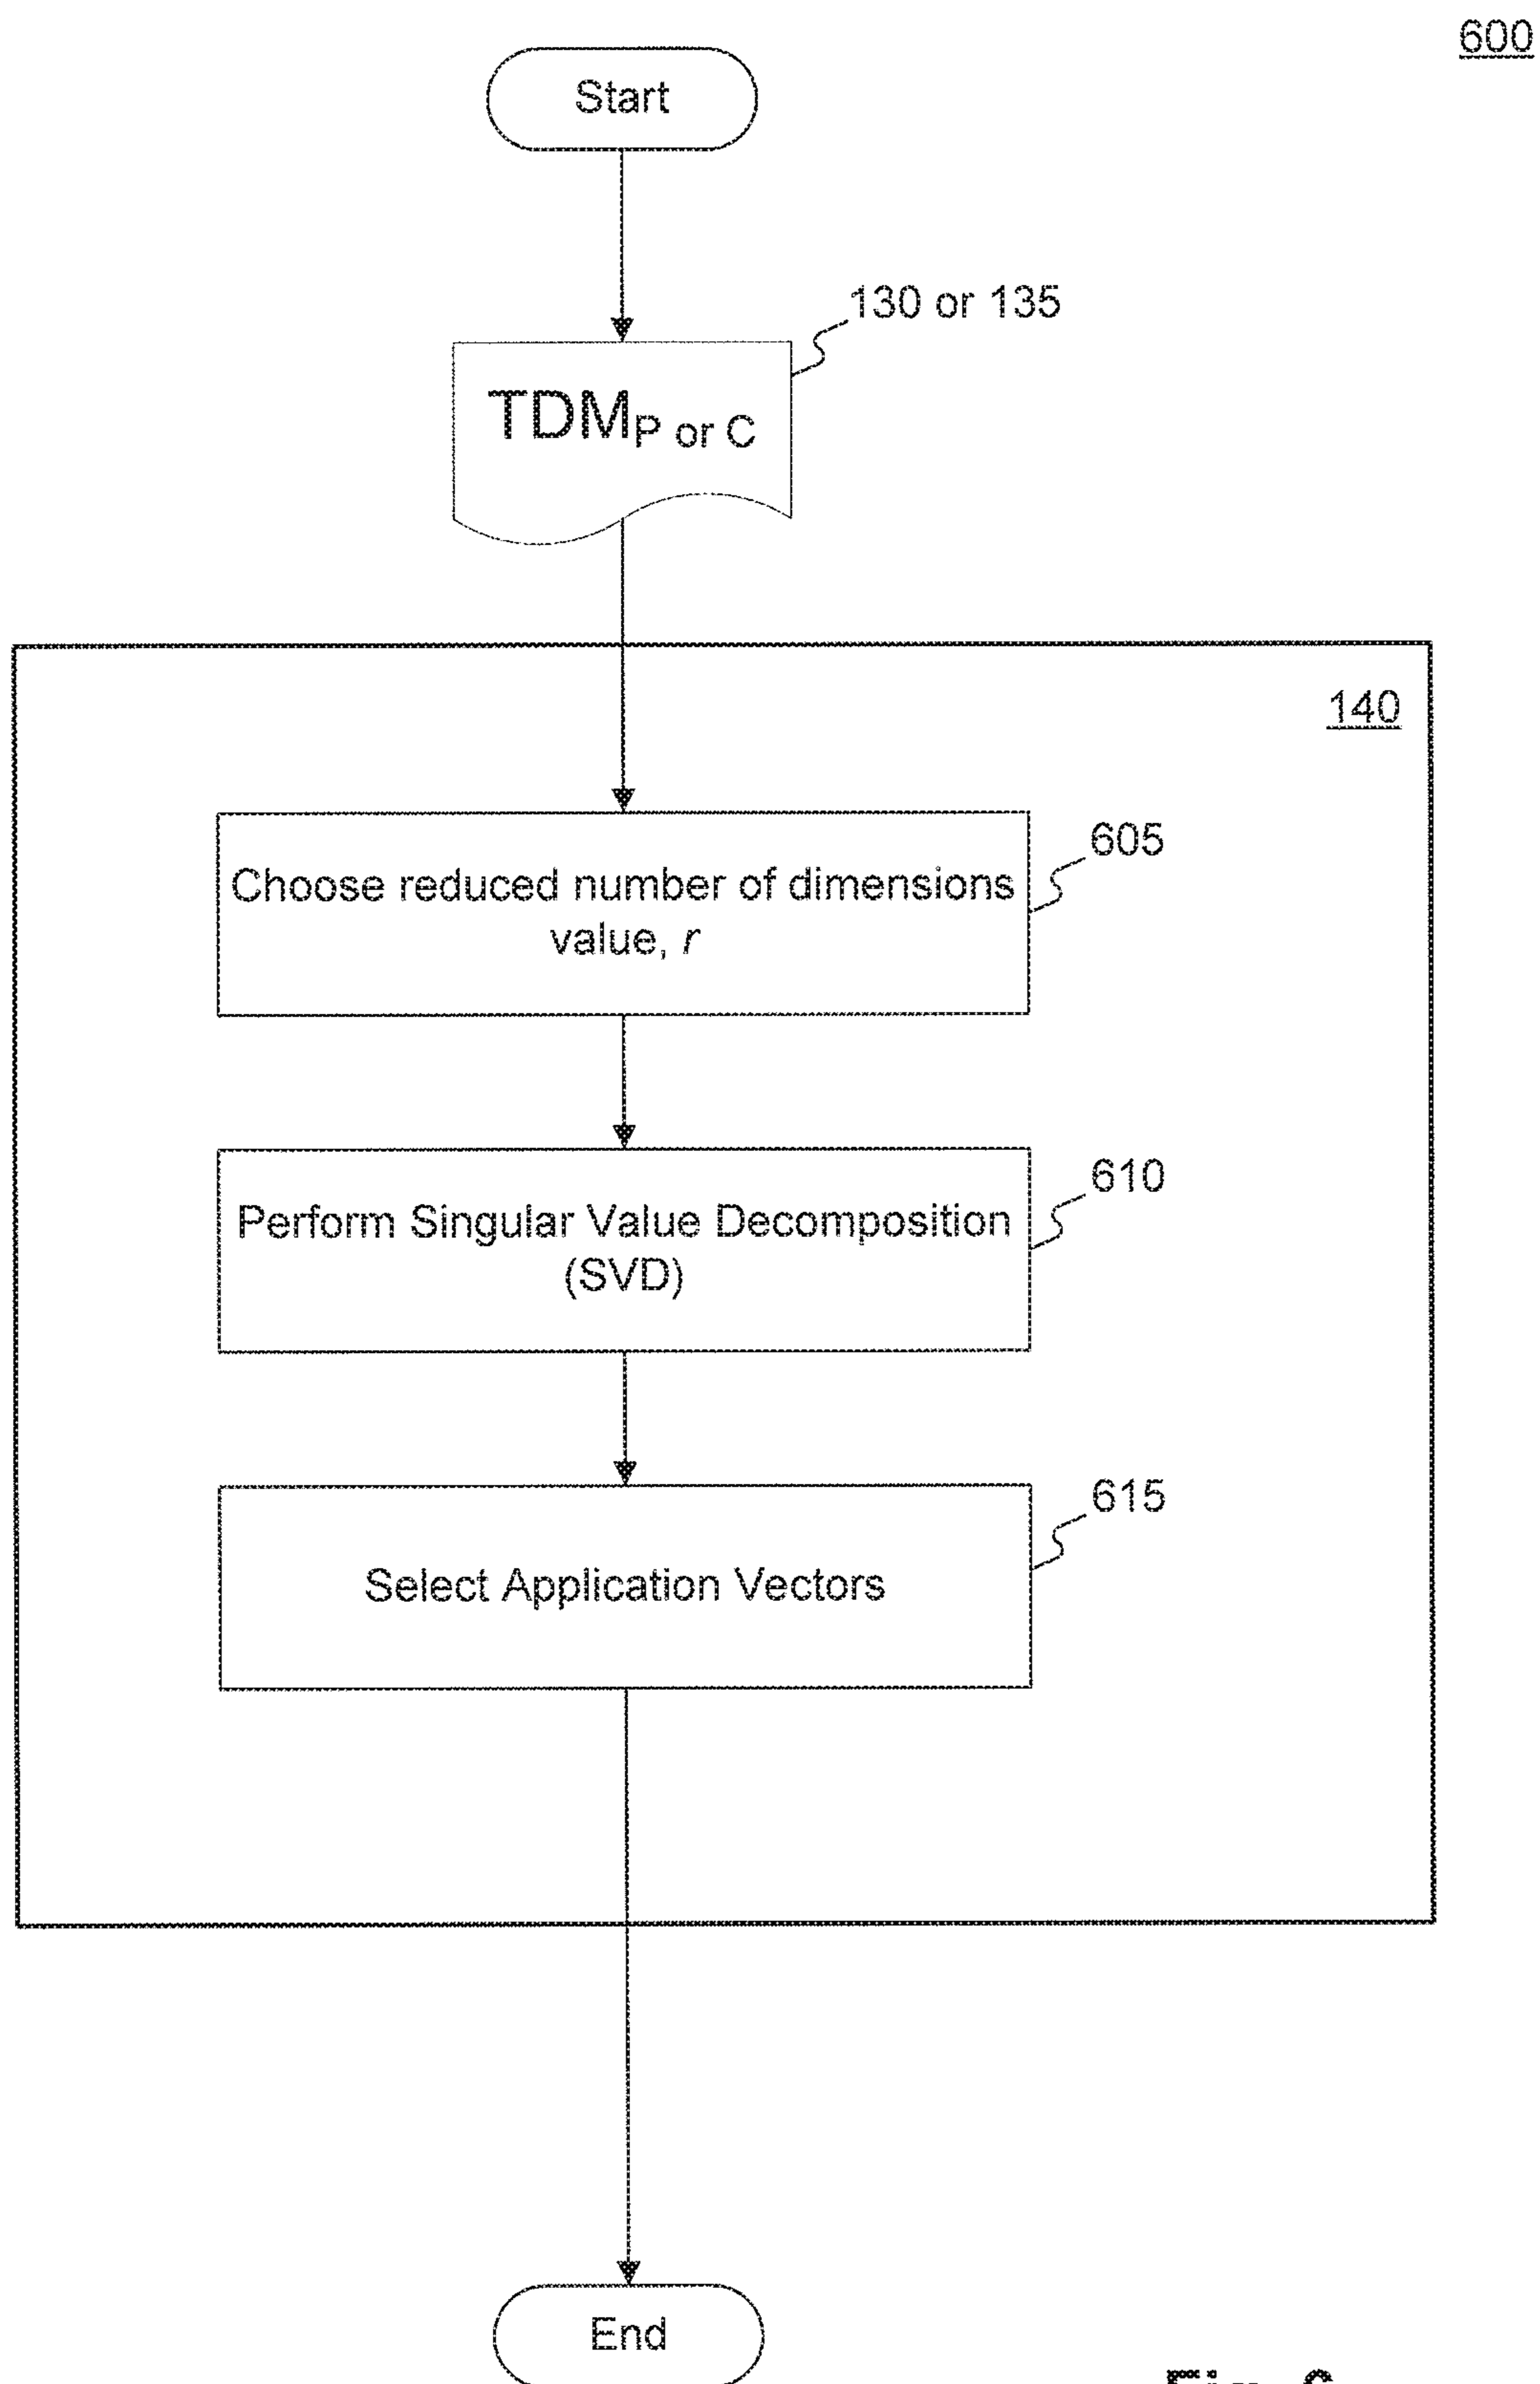 600
Start
130 or 135
TDMP or C
140
Choose reduced number of dimensions
value, r
605
Perform Singular Value Decomposition
(SVD)
610
Select Application Vectors
615
End